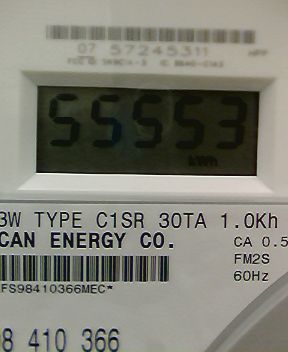 07 57245311
55553
kWh
3W TYPE C1SR 30TA 1.0Kh
CAN ENERGY CO.
CA 0.5
FM2S
60Hz
FS98410366MEC*
98 410 366